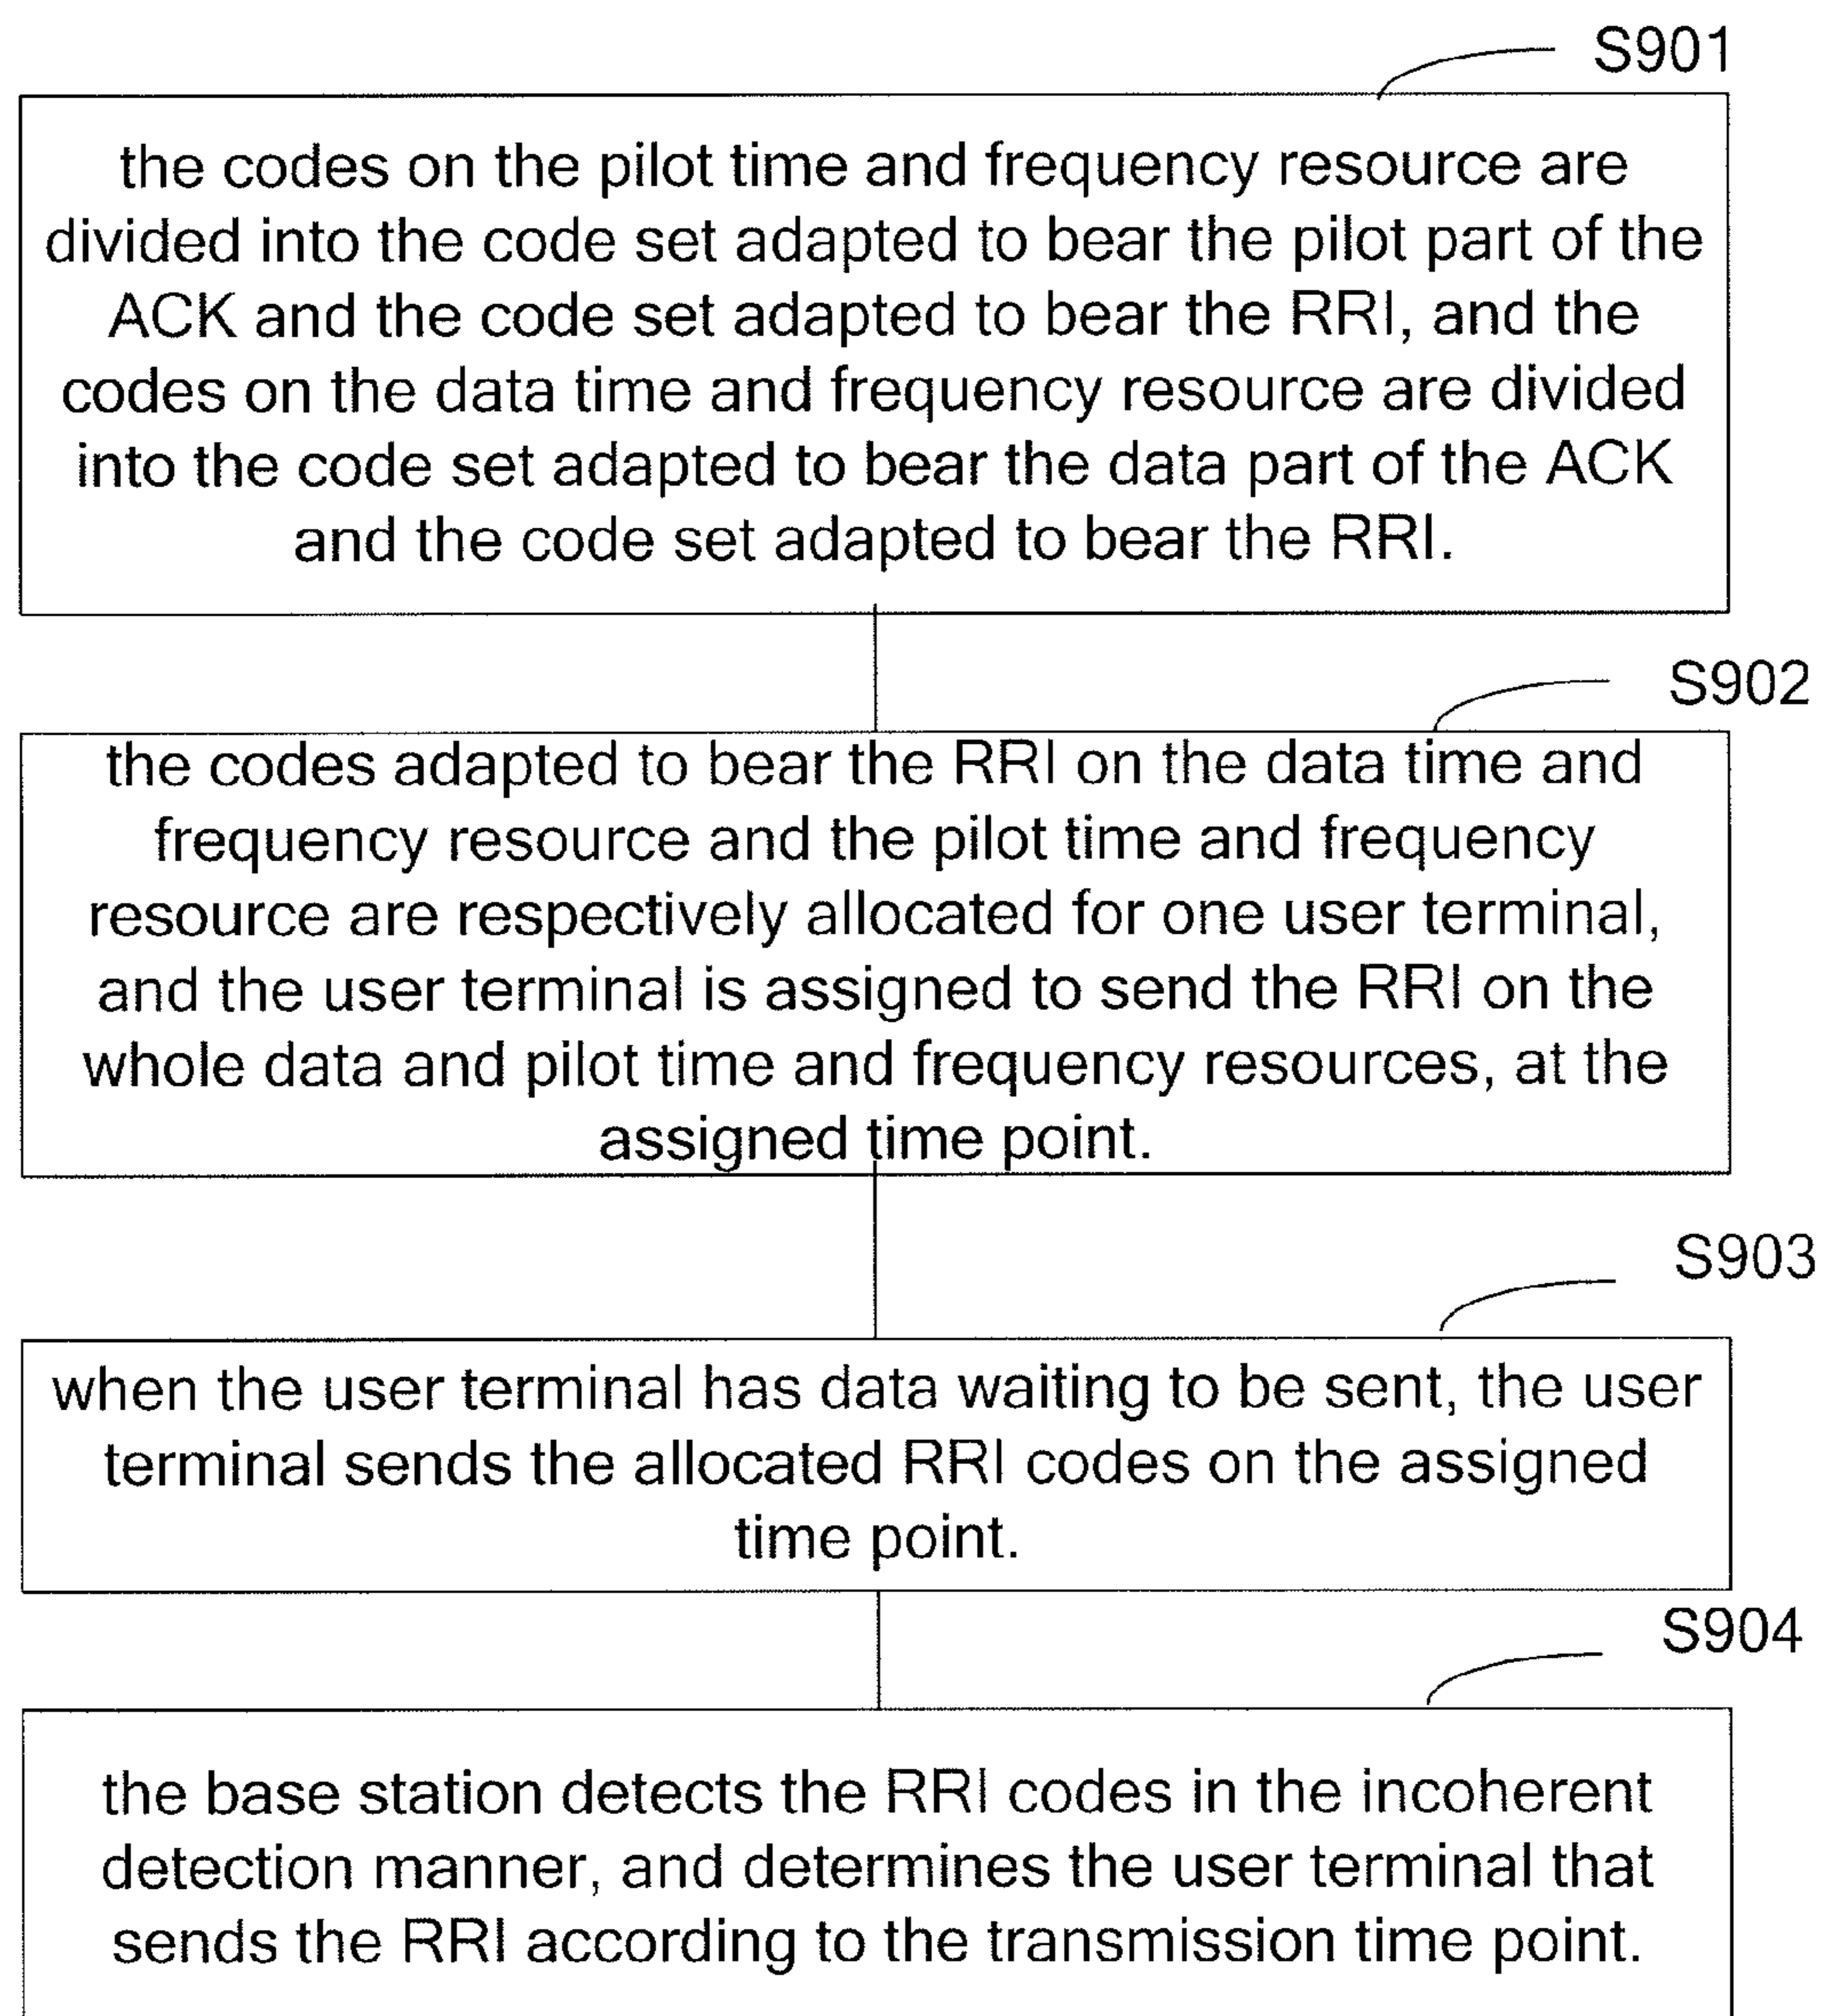 S901
the codes on the pilot time and frequency resource are
divided into the code set adapted to bear the pilot part of the
ACK and the code set adapted to bear the RRI, and the
codes on the data time and frequency resource are divided
into the code set adapted to bear the data part of the ACK
and the code set adapted to bear the RRI.
S902
the codes adapted to bear the RRI on the data time and
frequency resource and the pilot time and frequency
resource are respectively allocated for one user terminal,
and the user terminal is assigned to send the RRI on the
whole data and pilot time and frequency resources, at the
assigned time point.
S903
when the user terminal has data waiting to be sent, the user
terminal sends the allocated RRI codes on the assigned
time point.
S904
the base station detects the RRI codes in the incoherent
detection manner, and determines the user terminal that
sends the RRI according to the transmission time point.